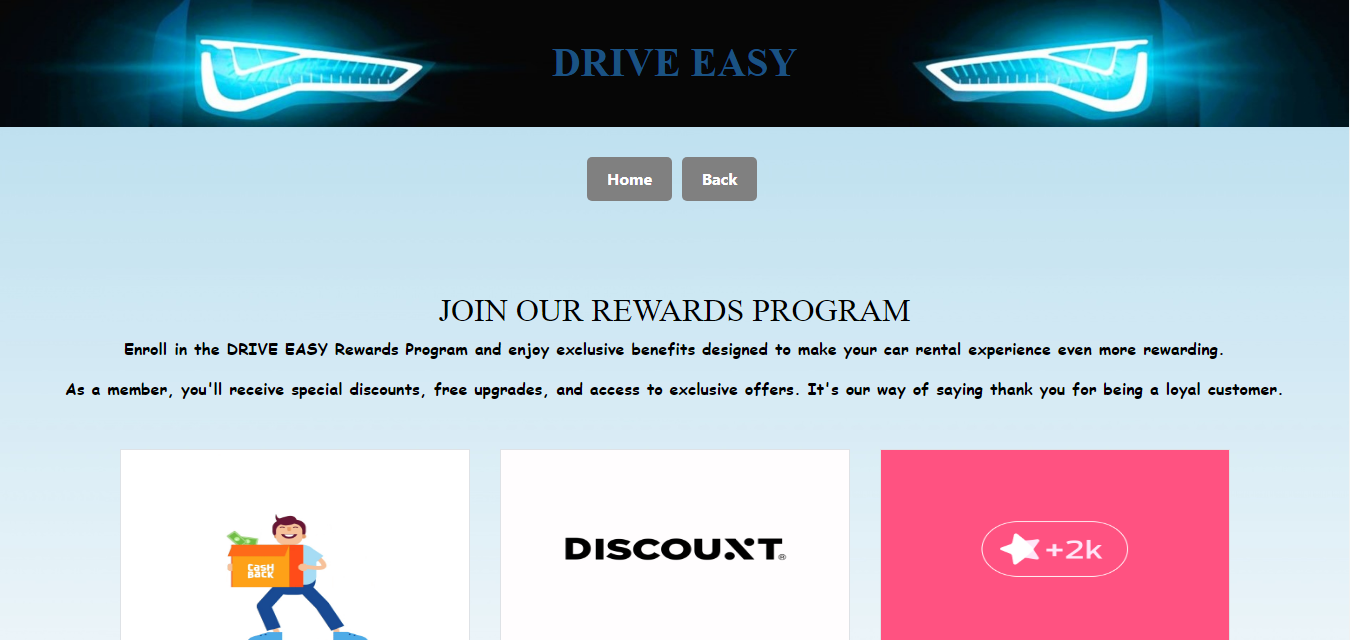 DRIVE EASY
Home Back
JOIN OUR REWARDS PROGRAM
Enroll in the DRIVE EASY Rewards Program and enjoy exclusive benefits designed to make your car rental experience even more rewarding.
As a member, you'll receive special discounts, free upgrades, and access to exclusive offers. It's our way of saying thank you for being a loyal customer.
CASH
BACK
DISCOUNT®
+2k